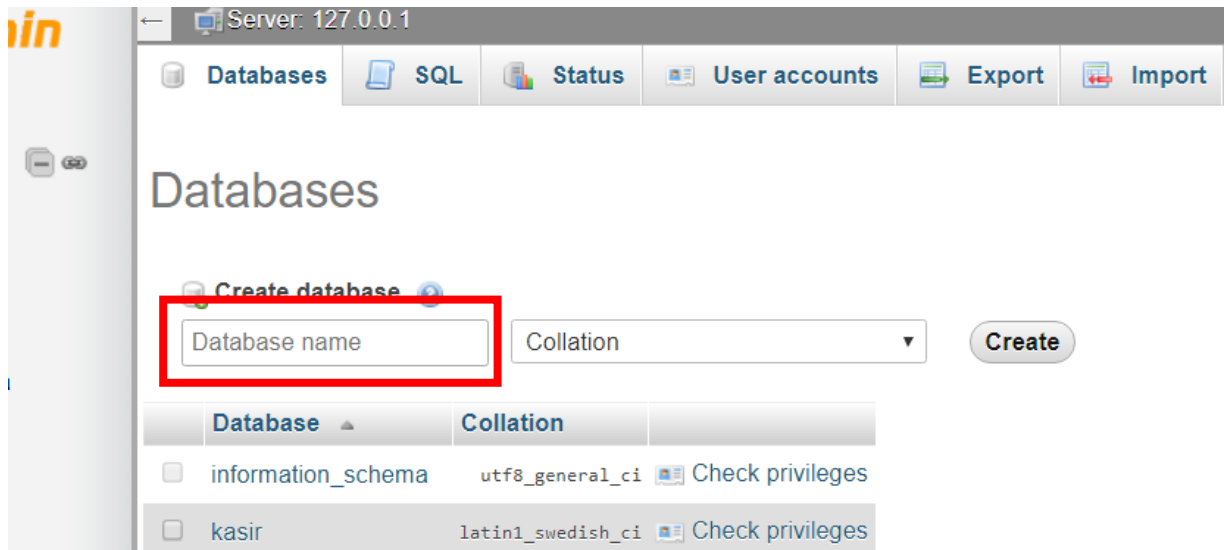 in
Server: 127.0.0.1
Databases SQL Status User accounts Export Import
Databases
Create database
Database name Collation Create
Database Collation
information_schema utf8_general_ci Check privileges
kasir latin1_swedish_ci Check privileges